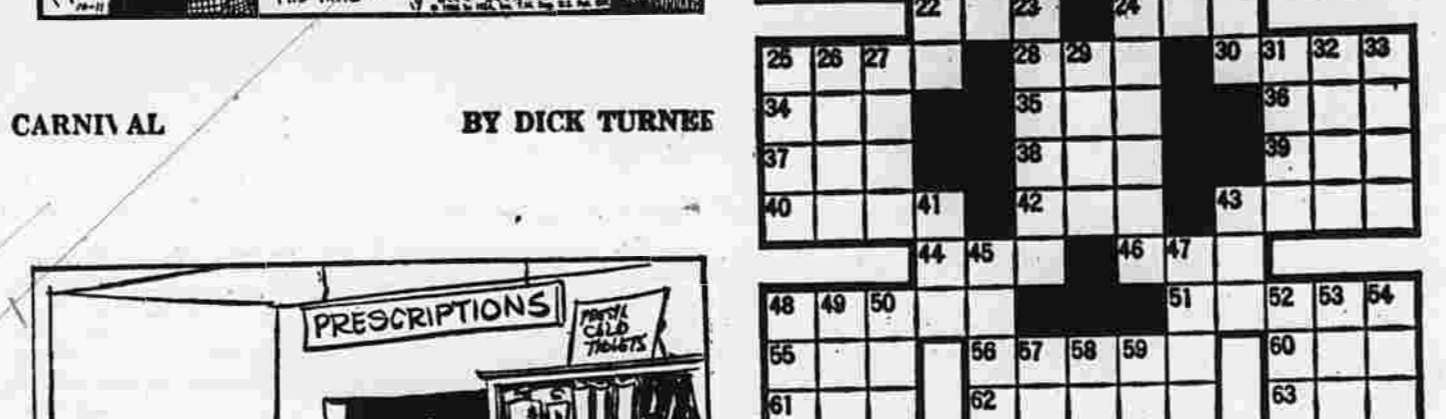 CARNIVAL
BY DICK TURNER
PRESCRIPTIONS
22 23 24
25 26 27 28 29 30 31 32 33
34 35 36
37 38 39
40 41 42 43
44 45 46 47
48 49 50 51 52 53 54
55 56 57 58 59 60
61 62 63